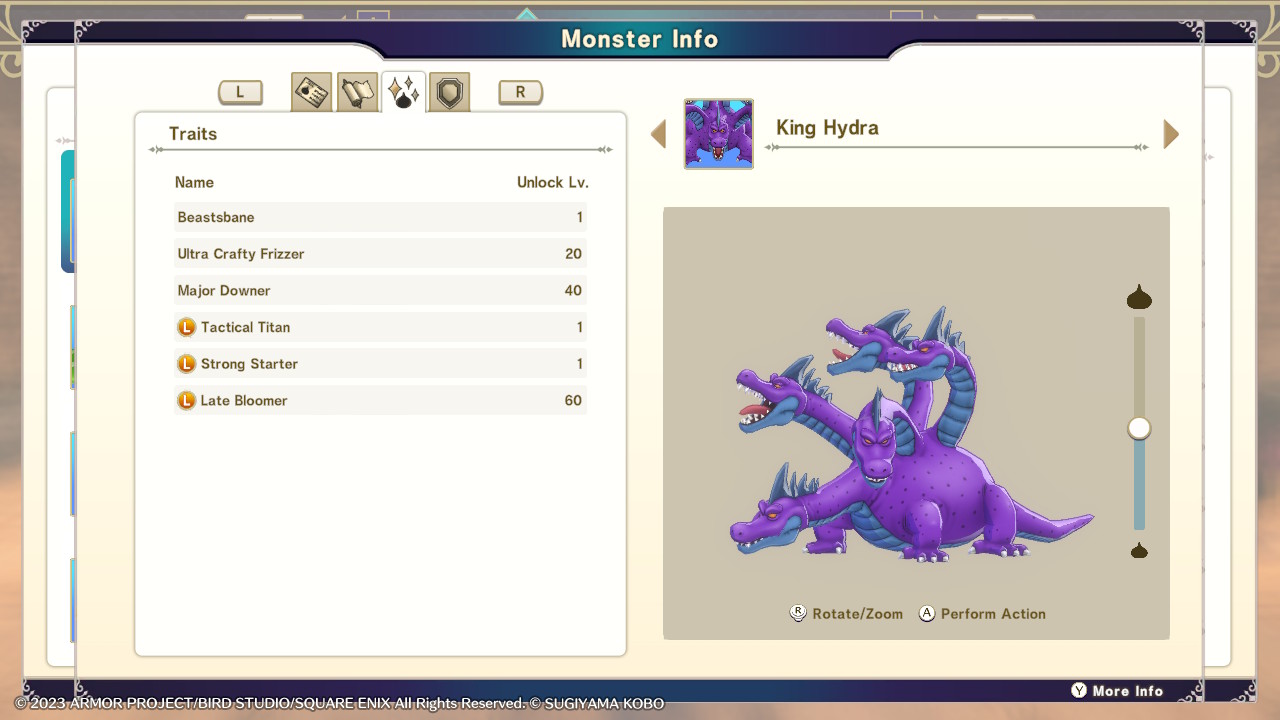 Monster Info
L
R
Traits
Name Unlock Lv.
Beastsbane 1
Ultra Crafty Frizzer 20
Major Downer 40
L Tactical Titan 1
L Strong Starter 1
L Late Bloomer 60
King Hydra
R Rotate/Zoom A Perform Action
Y More Info
© 2023 ARMOR PROJECT/BIRD STUDIO/SQUARE ENIX All Rights Reserved. © SUGIYAMA KOBO